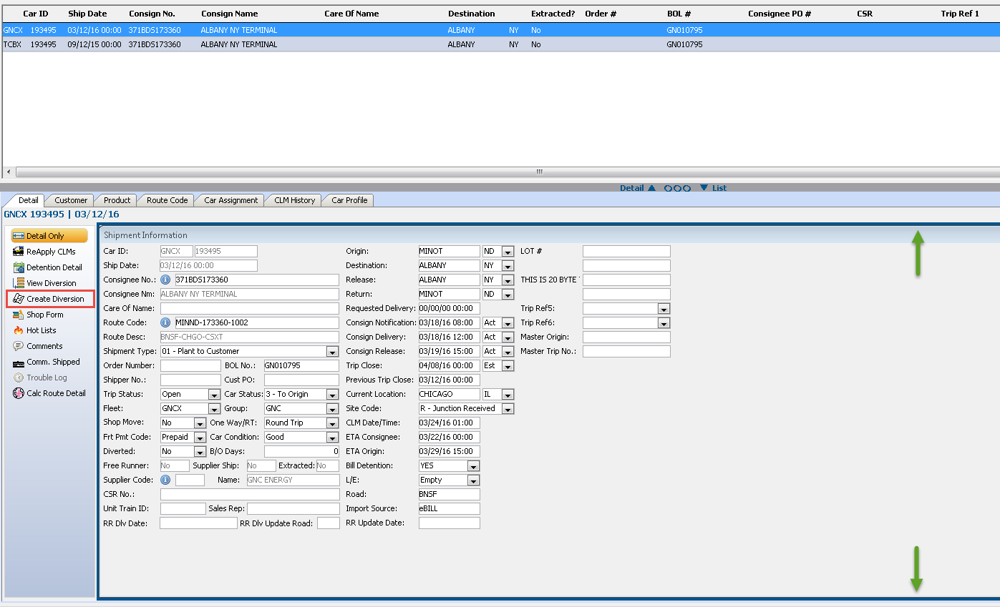 Car ID Ship Date Consign No. Consign Name Care Of Name Destination Extracted? Order # BOL # Consignee PO # CSR Trip Ref 1
GNCX 193495 03/12/16 00:00 371BDS173360 ALBANY NY TERMINAL ALBANY NY No GN010795
TCBX 193495 09/12/15 00:00 371BDS173360 ALBANY NY TERMINAL ALBANY NY No GN010795
Detail List
Detail Customer Product Route Code Car Assignment CLM History Car Profile
GNCX 193495 | 03/12/16
Detail Only
ReApply CLMs
Detention Detail
View Diversion
Create Diversion
Shop Form
Hot Lists
Comments
Comm. Shipped
Trouble Log
Calc Route Detail
Shipment Information
Car ID: GNCX 193495 Origin: MINOT ND LOT #
Ship Date: 03/12/16 00:00 Destination: ALBANY NY
Consignee No.: 371BDS173360 Release: ALBANY NY THIS IS 20 BYTE
Consignee Nm: ALBANY NY TERMINAL Return: MINOT ND
Care Of Name: Requested Delivery: 00/00/00 00:00 Trip Ref5:
Route Code: MINND-173360-1002 Consign Notification: 03/18/16 08:00 Act Trip Ref6:
Route Desc: BNSF-CHGO-CSXT Consign Delivery: 03/18/16 12:00 Act Master Origin:
Shipment Type: 01 - Plant to Customer Consign Release: 03/19/16 15:00 Act Master Trip No.:
Order Number: BOL No.: GN010795 Trip Close: 04/08/16 00:00 Est
Shipper No.: Cust PO: Previous Trip Close: 03/12/16 00:00
Trip Status: Open Car Status: 3 - To Origin Current Location: CHICAGO IL
Fleet: GNCX Group: GNC Site Code: R - Junction Received
Shop Move: No One Way/RT: Round Trip CLM Date/Time: 03/24/16 01:00
Frt Pmt Code: Prepaid Car Condition: Good ETA Consignee: 03/22/16 00:00
Diverted: No B/O Days: 0 ETA Origin: 03/29/16 15:00
Free Runner: No Supplier Ship: No Extracted: No Bill Detention: YES
Supplier Code: Name: GNC ENERGY L/E: Empty
CSR No.: Road: BNSF
Unit Train ID: Sales Rep: Import Source: eBILL
RR Dlv Date: RR Dlv Update Road: RR Update Date: